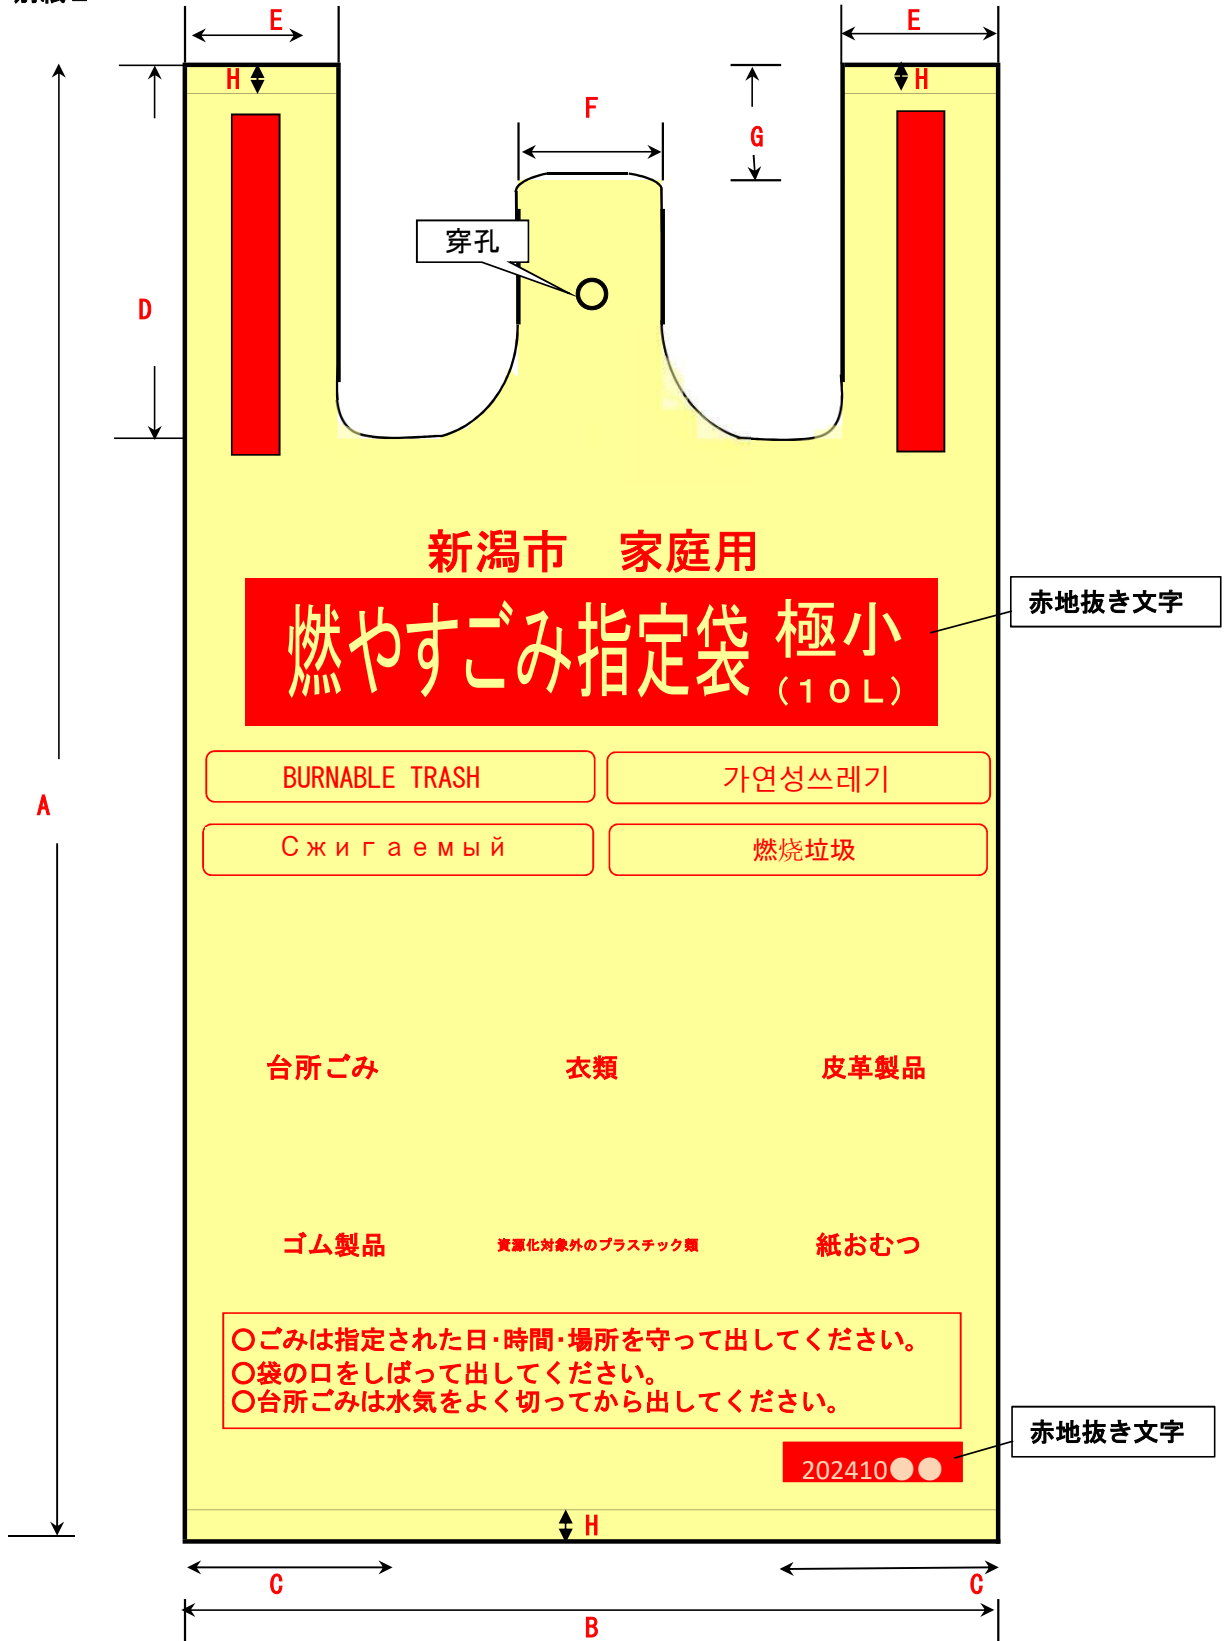 E
E
H
H
F
G
穿孔
D
新潟市　家庭用
燃やすごみ指定袋 極小
(10L)
赤地抜き文字
BURNABLE TRASH
가연성쓰레기
A
Сжигаемый
燃烧垃圾
台所ごみ
衣類
皮革製品
ゴム製品
資源化対象外のプラスチック類
紙おむつ
○ごみは指定された日・時間・場所を守って出してください。
○袋の口をしばって出してください。
○台所ごみは水気をよく切ってから出してください。
赤地抜き文字
202410●●
H
C
C
B